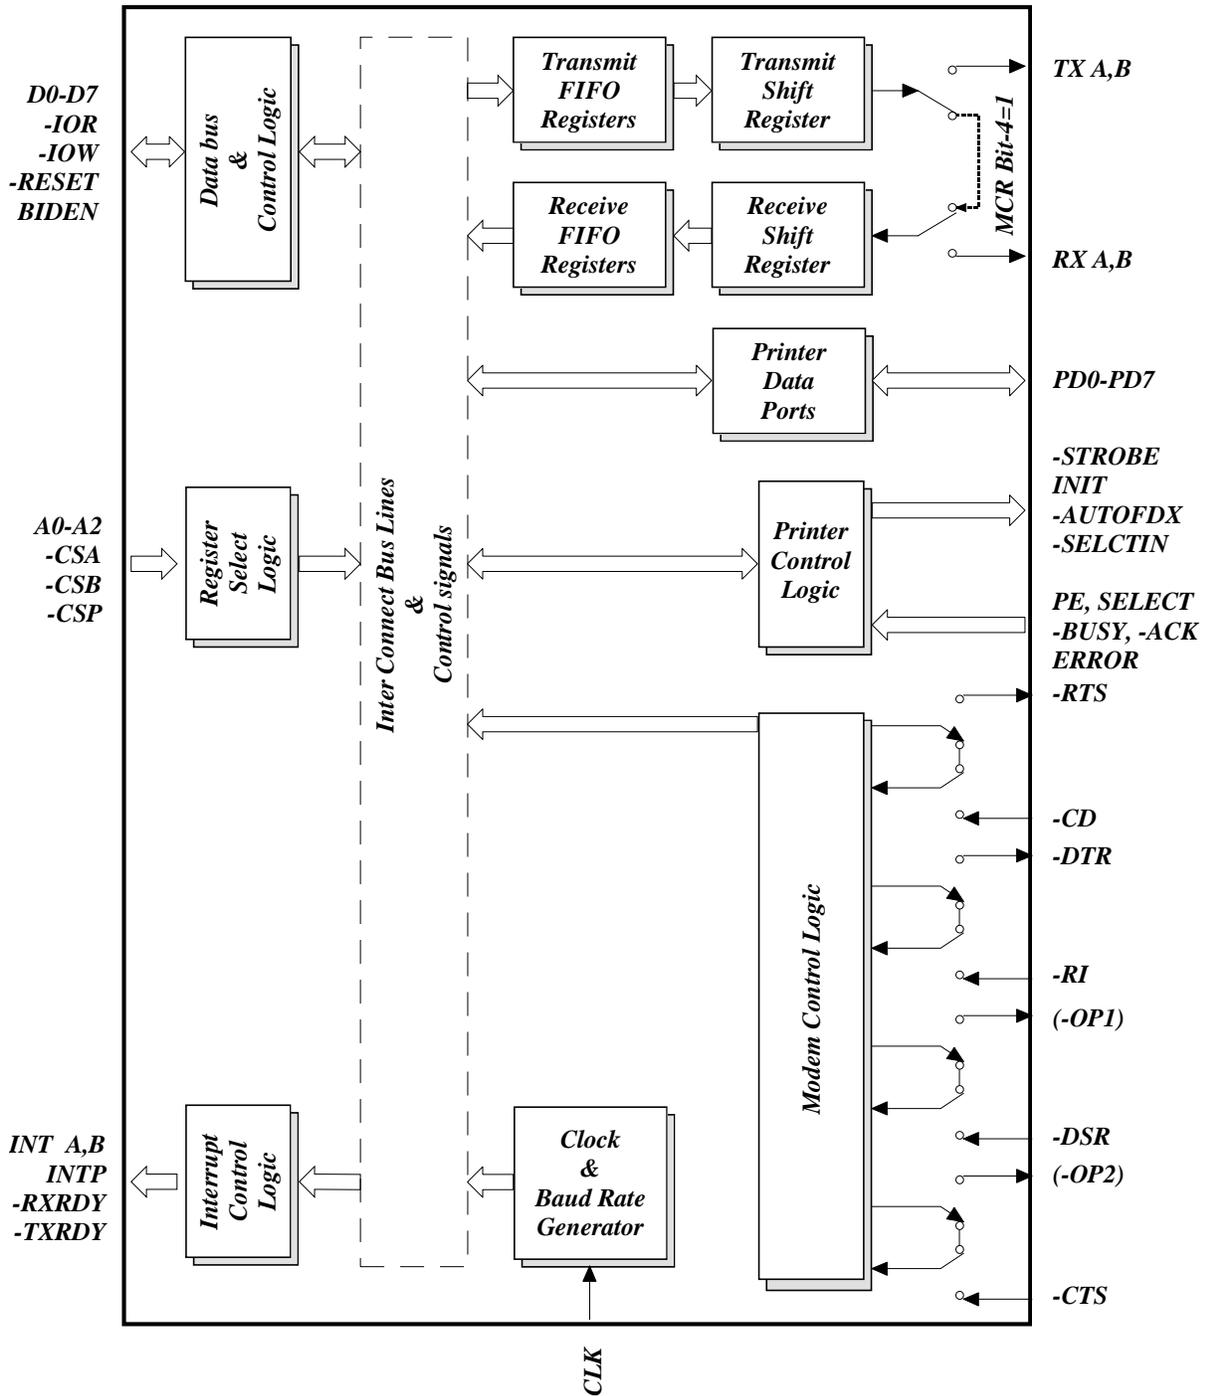 D0-D7
-IOR
-IOW
-RESET
BIDEN
Data bus
&
Control Logic
Transmit
FIFO
Registers
Transmit
Shift
Register
TX A,B
MCR Bit-4=1
Receive
FIFO
Registers
Receive
Shift
Register
RX A,B
Printer
Data
Ports
PD0-PD7
A0-A2
-CSA
-CSB
-CSP
Register
Select
Logic
Inter Connect Bus Lines
&
Control signals
Printer
Control
Logic
-STROBE
INIT
-AUTOFDX
-SELCTIN
PE, SELECT
-BUSY, -ACK
ERROR
Modem Control Logic
-RTS
-CD
-DTR
-RI
(-OP1)
-DSR
(-OP2)
-CTS
INT A,B
INTP
-RXRDY
-TXRDY
Interrupt
Control
Logic
Clock
&
Baud Rate
Generator
CLK